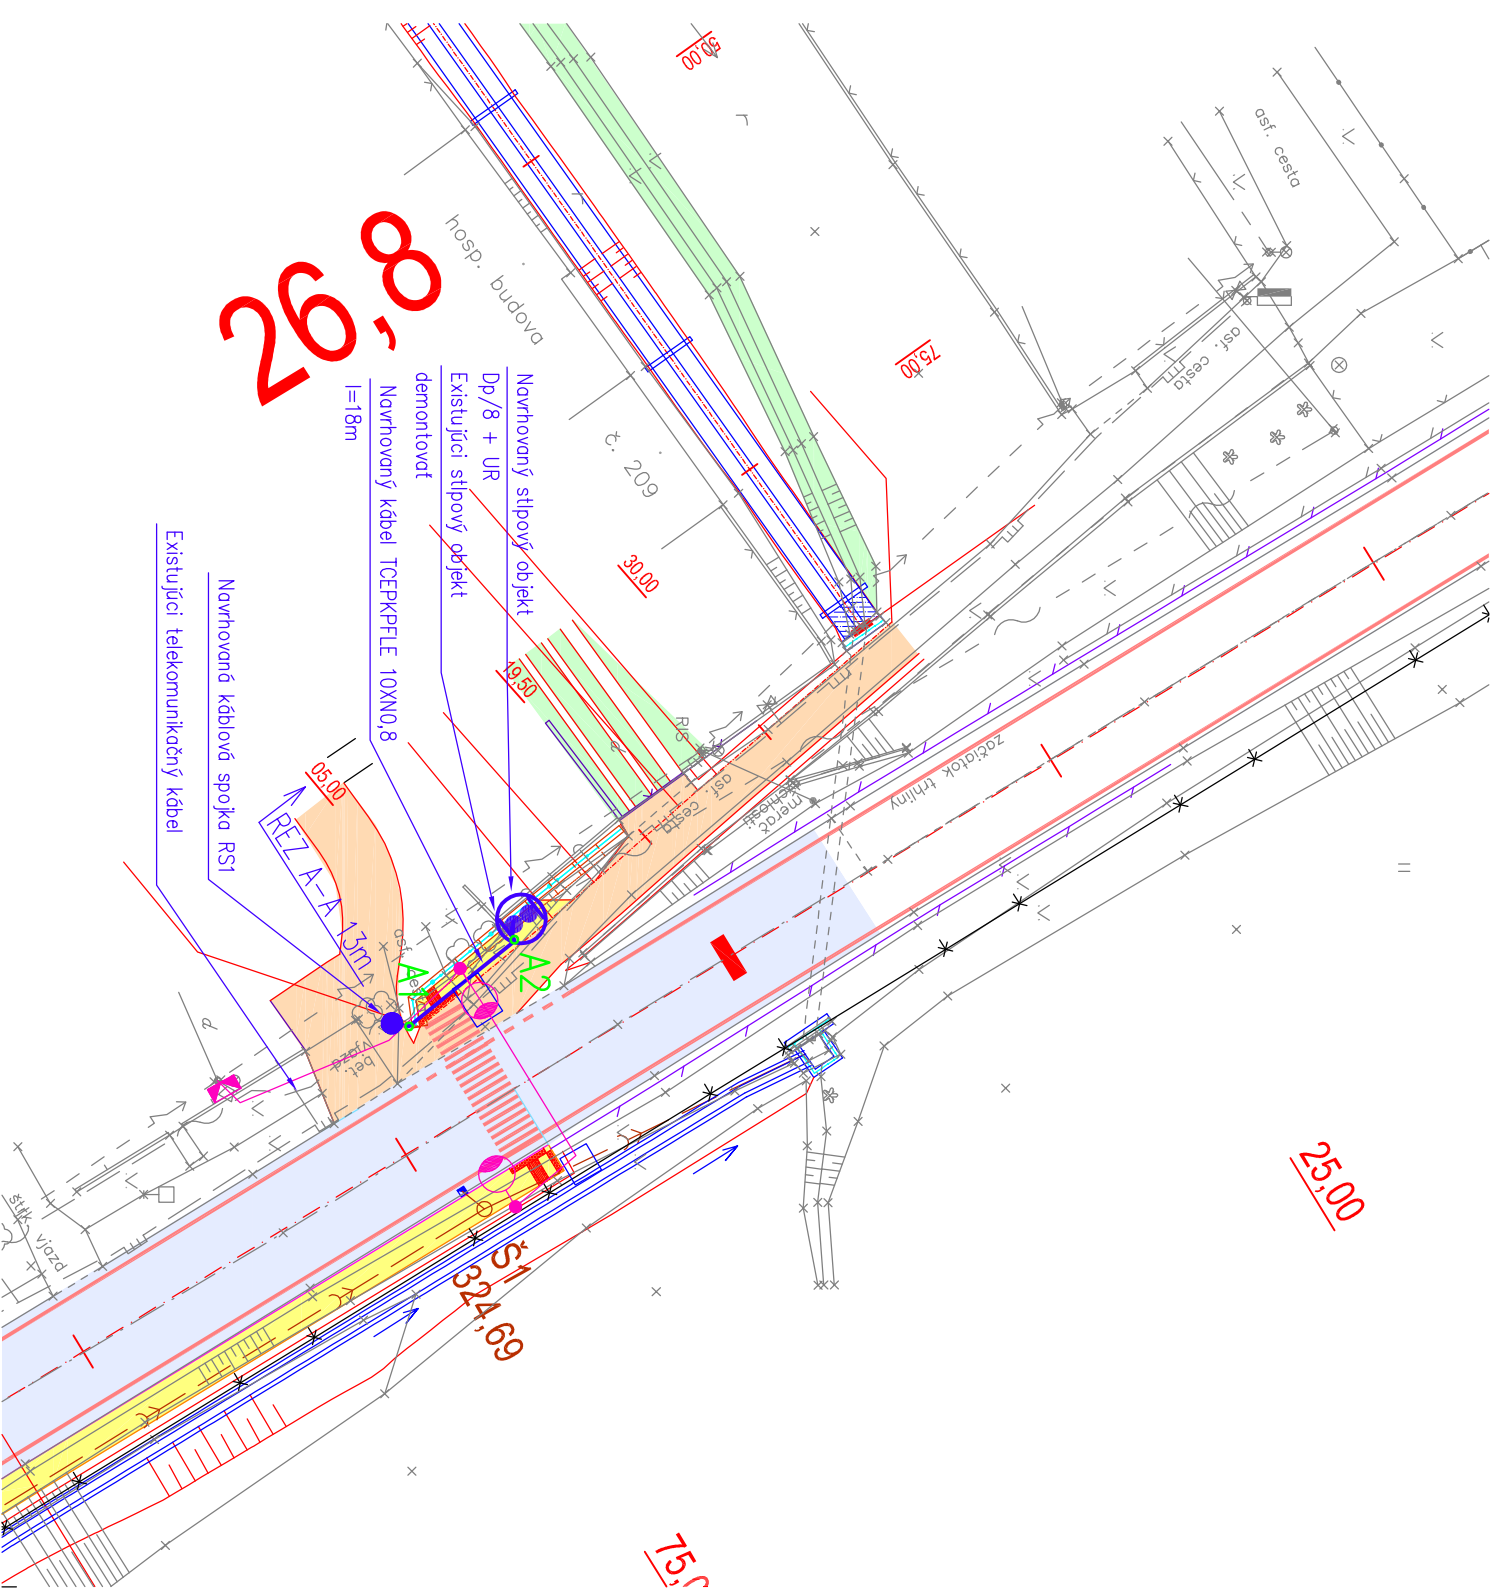 50,00
r
asf. cesta
26,8
hosp. budova
č. 209
75,00
asf. cesta
Navrhovaný stĺpový objekt
Dp/8 + UR
Existujúci stĺpový objekt
demontovať
Navrhovaný kábel TCEPKPFLE 10XN0,8
l=18m
Navrhovaná káblová spojka RS1
Existujúci telekomunikačný kábel
30,00
19,50
05,00
REZ A-A 13m
RIS
asf. cesta
merač
začiatok trhliny
A1
A2
bet.
vjazd
štrk
vjazd
Š1
324,69
25,00